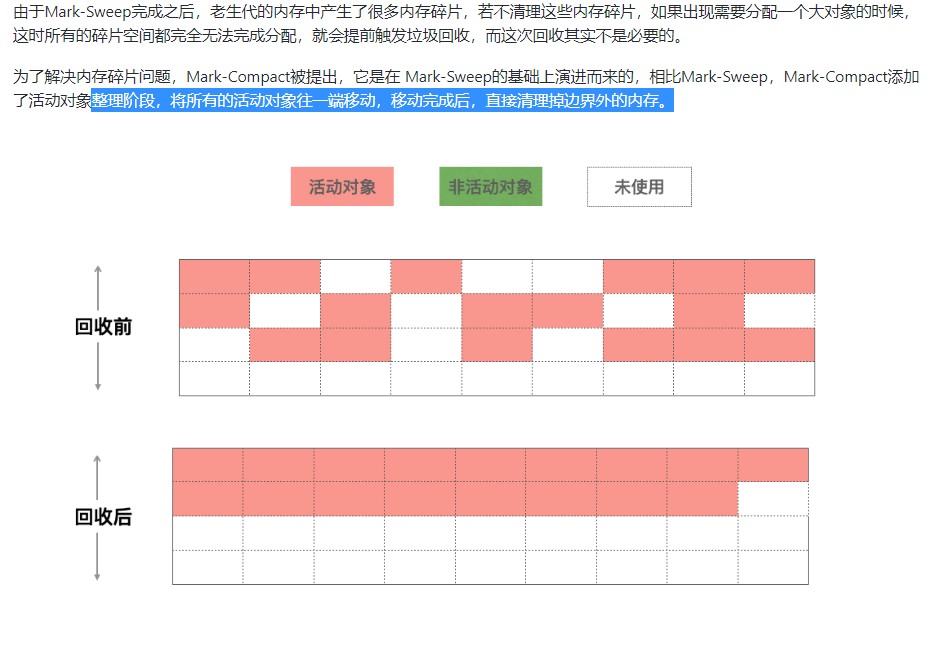 由于Mark-Sweep完成之后，老生代的内存中产生了很多内存碎片，若不清理这些内存碎片，如果出现需要分配一个大对象的时候，
这时所有的碎片空间都完全无法完成分配，就会提前触发垃圾回收，而这次回收其实不是必要的。
为了解决内存碎片问题，Mark-Compact被提出，它是在 Mark-Sweep的基础上演进而来的，相比Mark-Sweep，Mark-Compact添加
了活动对象整理阶段，将所有的活动对象往一端移动，移动完成后，直接清理掉边界外的内存。
活动对象 非活动对象 未使用
回收前
回收后